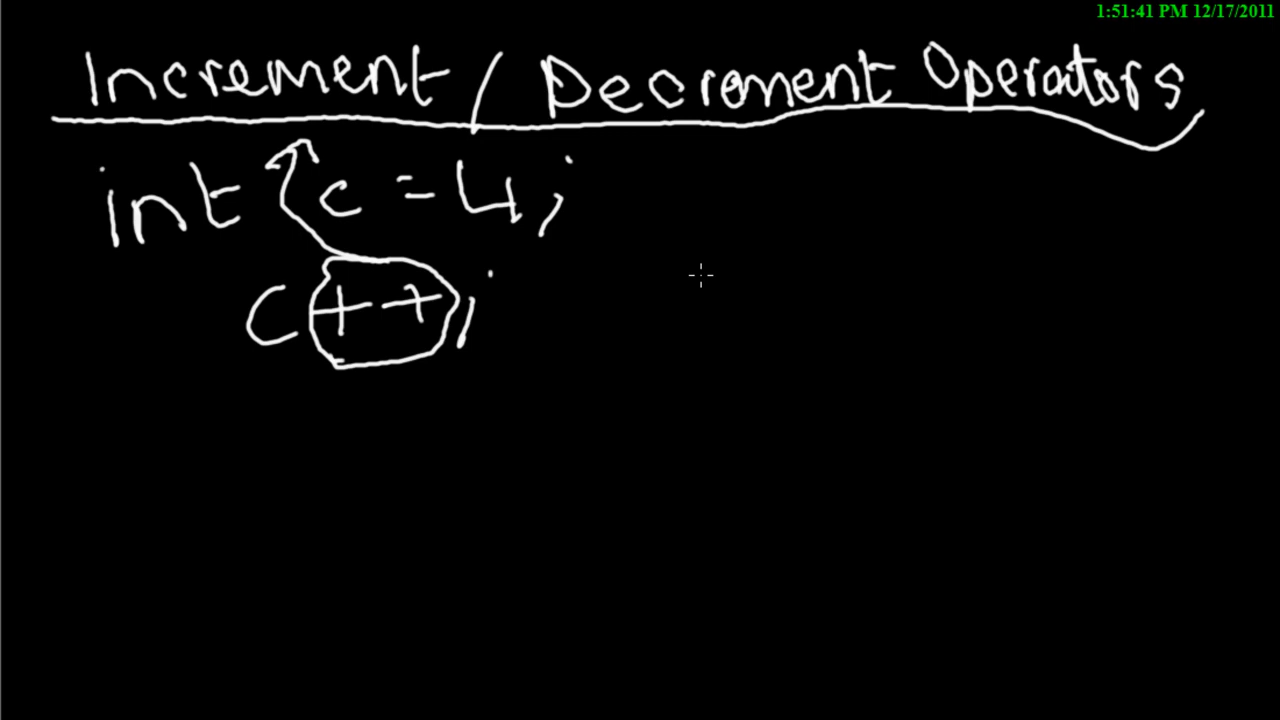 1:51:41 PM 12/17/2011
Increment / Decrement Operators
int c = 4;
c++;